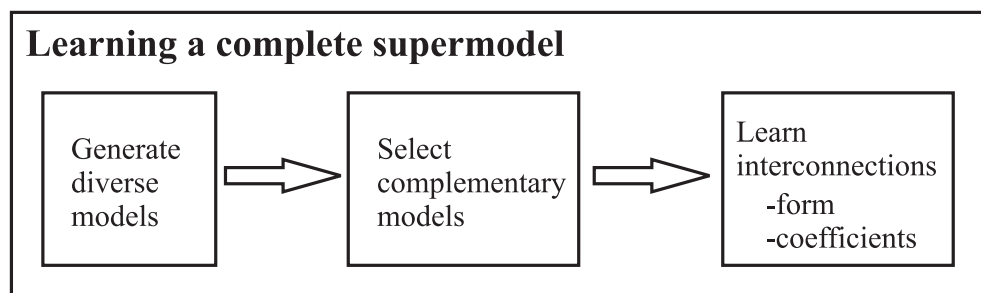 Learning a complete supermodel
Generate
diverse
models
Select
complementary
models
Learn
interconnections
-form
-coefficients